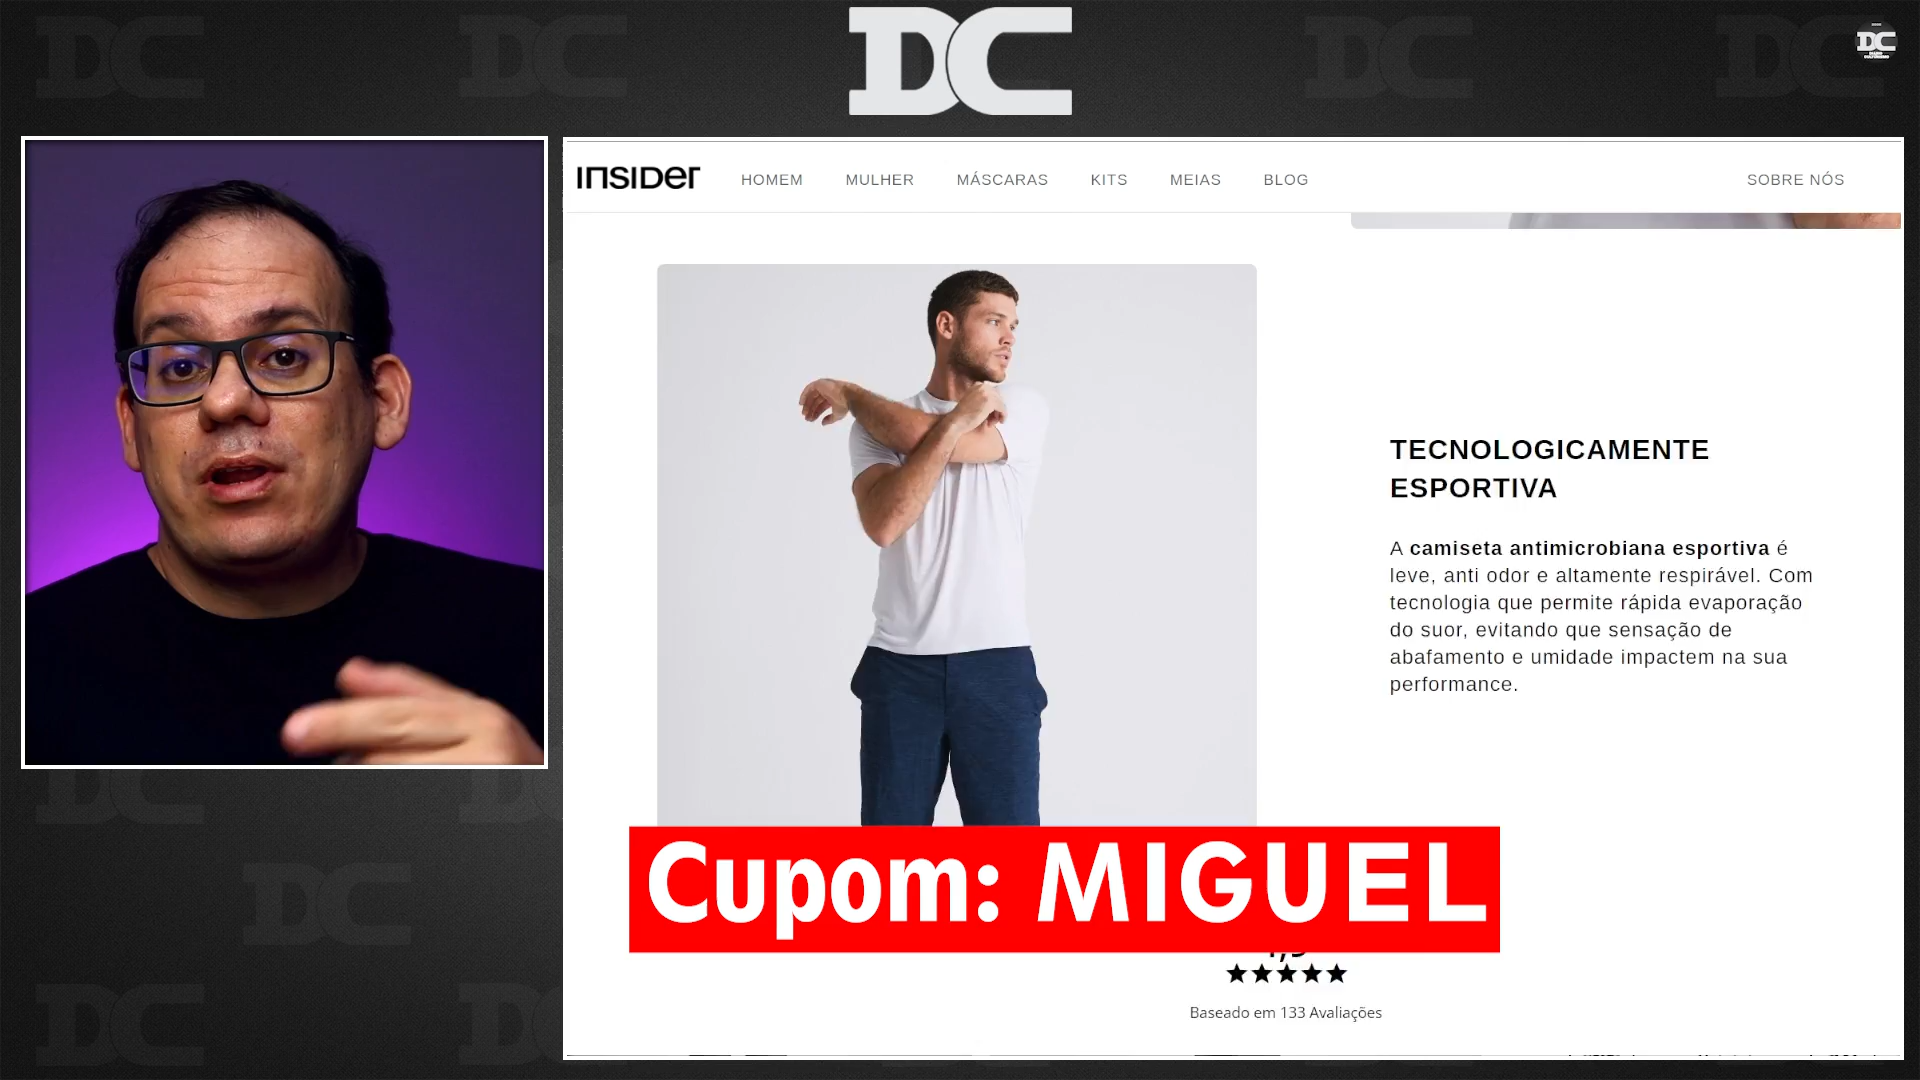 DC
DC
INSIDER
HOMEM MULHER MÁSCARAS KITS MEIAS BLOG SOBRE NÓS
TECNOLOGICAMENTE
ESPORTIVA
A camiseta antimicrobiana esportiva é
leve, anti odor e altamente respirável. Com
tecnologia que permite rápida evaporação
do suor, evitando que sensação de
abafamento e umidade impactem na sua
performance.
Cupom: MIGUEL
Baseado em 133 Avaliações